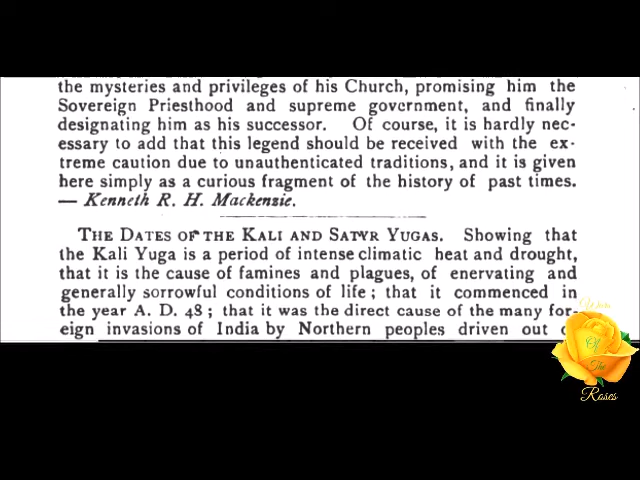 the mysteries and privileges of his Church, promising him the
Sovereign Priesthood and supreme government, and finally
designating him as his successor. Of course, it is hardly nec-
essary to add that this legend should be received with the ex-
treme caution due to unauthenticated traditions, and it is given
here simply as a curious fragment of the history of past times.
— Kenneth R. H. Mackenzie.
THE DATES OF THE KALI AND SATYR YUGAS. Showing that
the Kali Yuga is a period of intense climatic heat and drought,
that it is the cause of famines and plagues, of enervating and
generally sorrowful conditions of life; that it commenced in
the year A. D. 48; that it was the direct cause of the many for-
eign invasions of India by Northern peoples driven out
Of
The
Roses